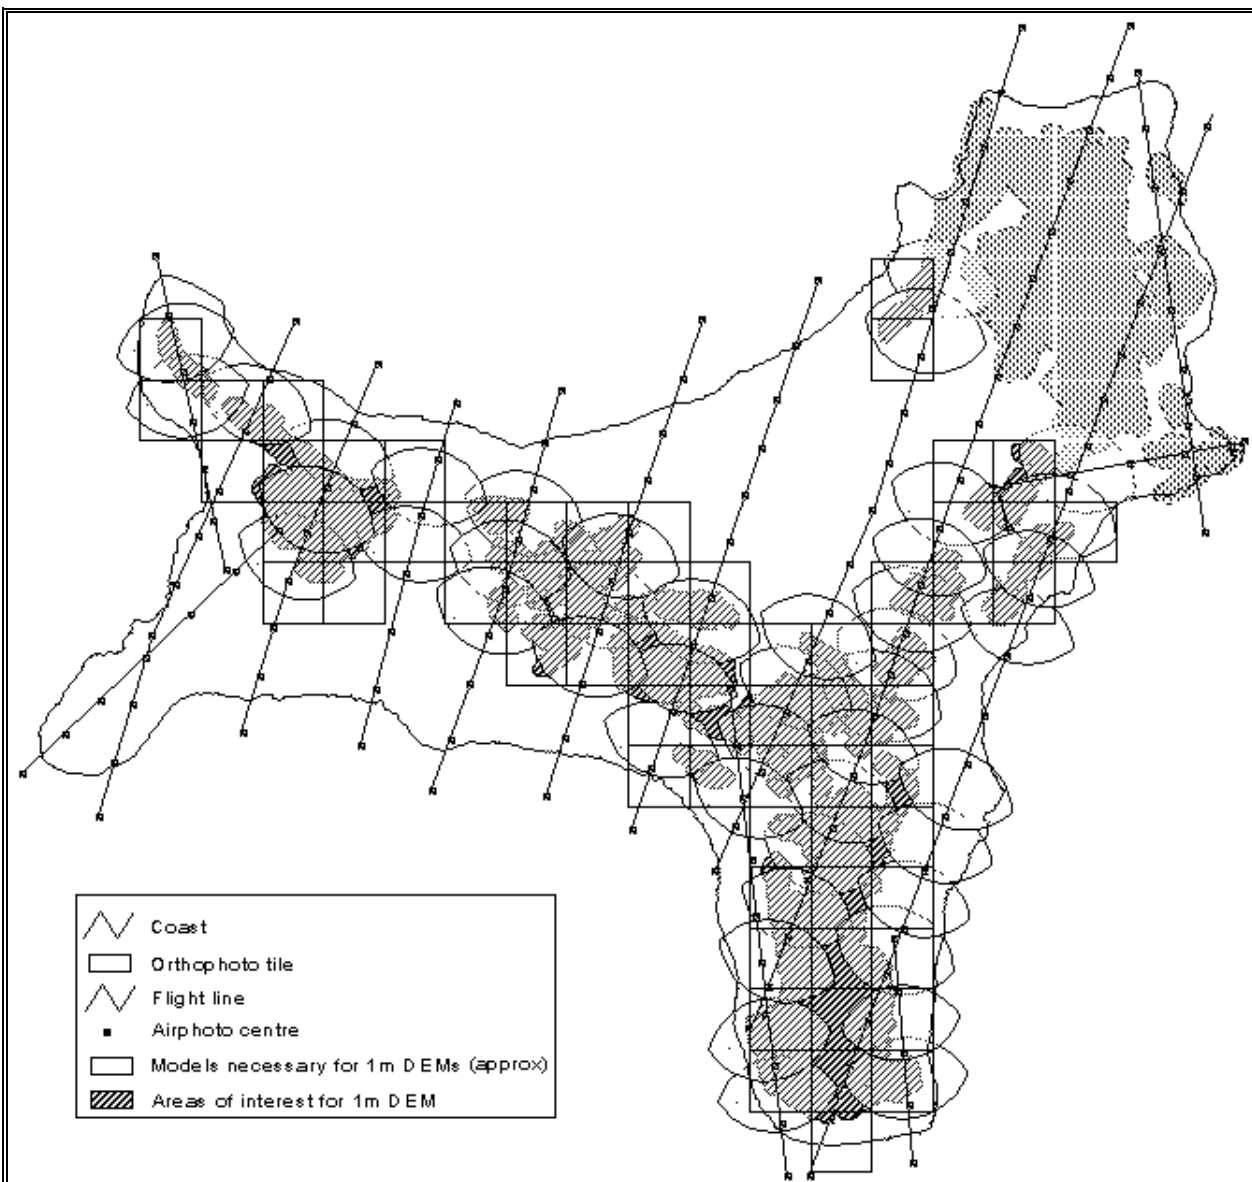 Coast
Orthophoto tile
Flight line
Airphoto centre
Models necessary for 1m DEMs (approx)
Areas of interest for 1m DEM